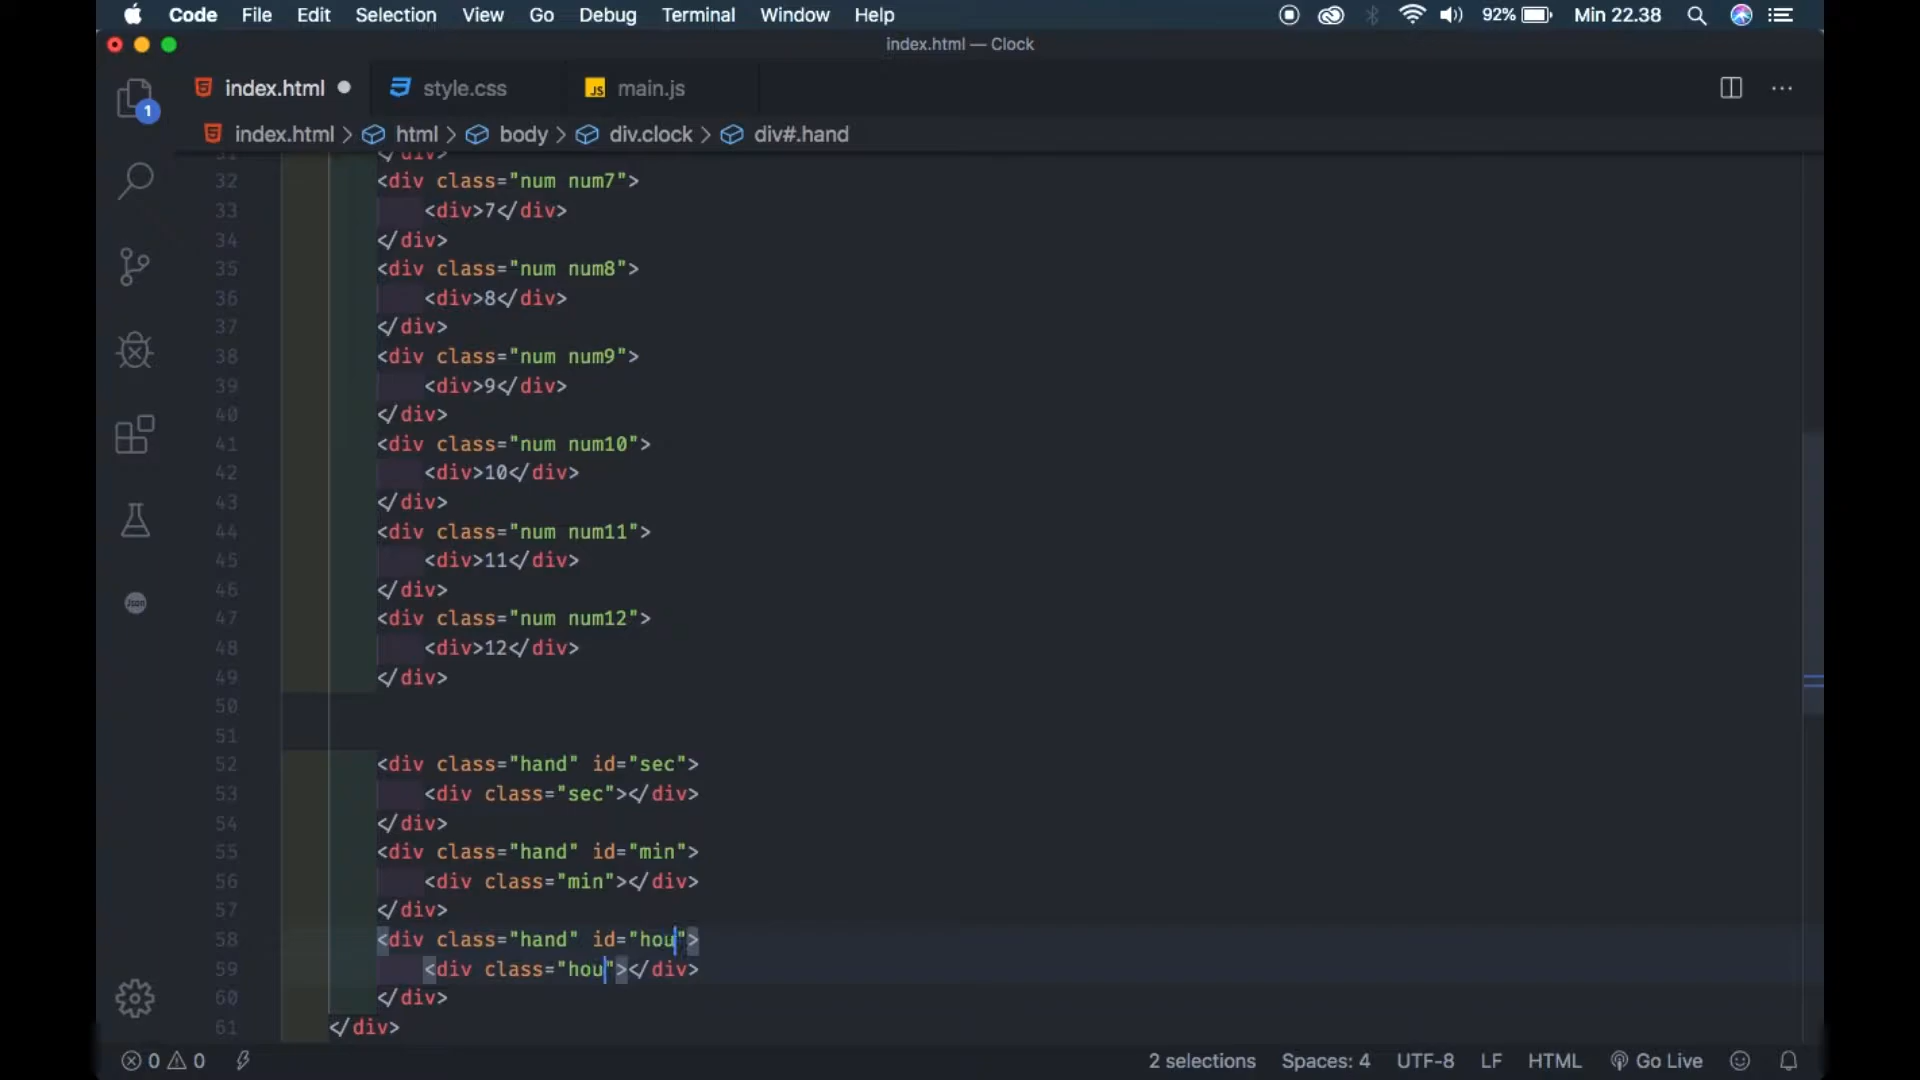 Code File Edit Selection View Go Debug Terminal Window Help 92% Min 22.38
index.html — Clock
index.html style.css JS main.js
1
index.html > html > body > div.clock > div#.hand
31 </div>
32 <div class="num num7">
33 <div>7</div>
34 </div>
35 <div class="num num8">
36 <div>8</div>
37 </div>
38 <div class="num num9">
39 <div>9</div>
40 </div>
41 <div class="num num10">
42 <div>10</div>
43 </div>
44 <div class="num num11">
45 <div>11</div>
46 </div>
47 <div class="num num12">
48 <div>12</div>
49 </div>
50
51
52 <div class="hand" id="sec">
53 <div class="sec"></div>
54 </div>
55 <div class="hand" id="min">
56 <div class="min"></div>
57 </div>
58 <div class="hand" id="hou">
59 <div class="hou"></div>
60 </div>
61 </div>
json
0 0 2 selections Spaces: 4 UTF-8 LF HTML Go Live